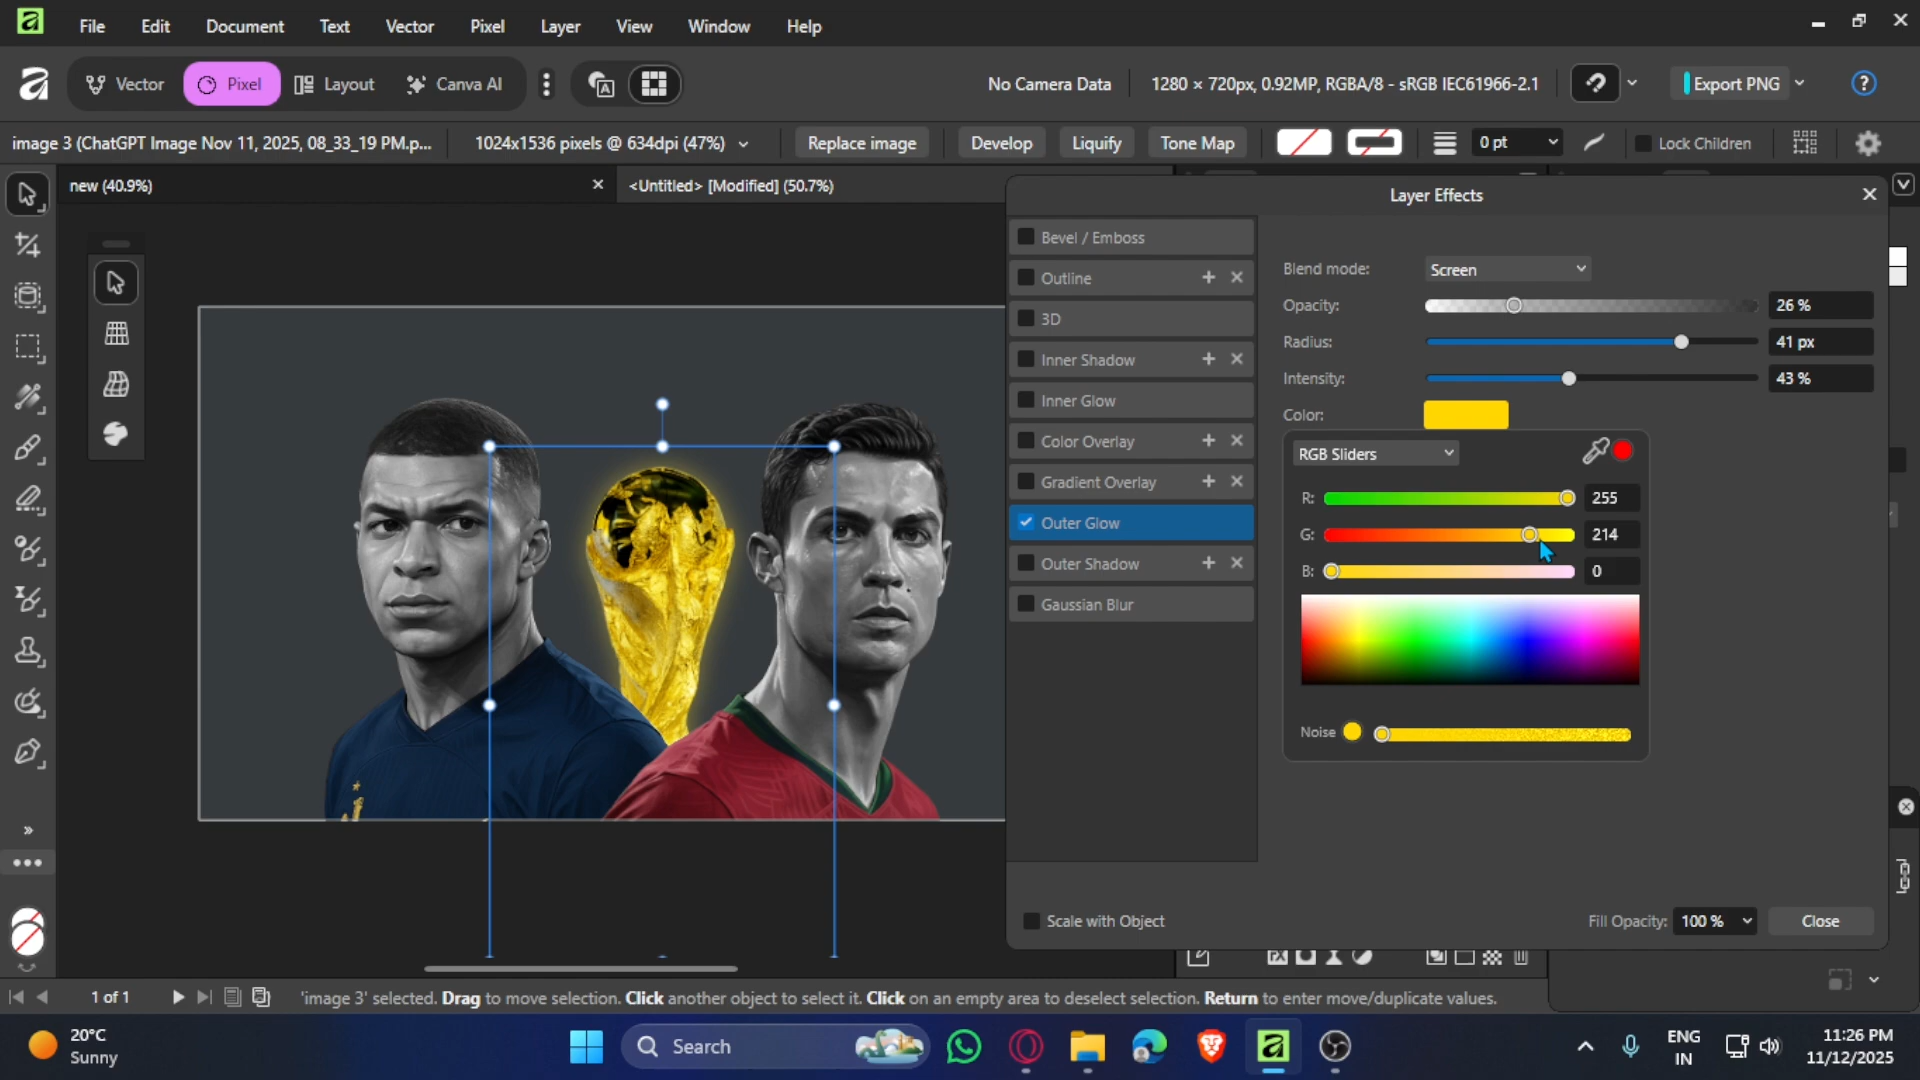 File Edit Document Text Vector Pixel Layer View Window Help
Vector Pixel Layout Canva AI No Camera Data 1280 × 720px, 0.92MP, RGBA/8 - sRGB IEC61966-2.1 Export PNG ?
image 3 (ChatGPT Image Nov 11, 2025, 08_33_19 PM.p... 1024x1536 pixels @ 634dpi (47%) Replace image Develop Liquify Tone Map 0 pt Lock Children
new (40.9%) <Untitled> [Modified] (50.7%)
Layer Effects
Bevel / Emboss
Outline
3D
Inner Shadow
Inner Glow
Color Overlay
Gradient Overlay
Outer Glow
Outer Shadow
Gaussian Blur
Blend mode: Screen
Opacity: 26 %
Radius: 41 px
Intensity: 43 %
Color:
RGB Sliders
R: 255
G: 214
B: 0
Noise
Scale with Object Fill Opacity: 100 % Close
1 of 1 'image 3' selected. Drag to move selection. Click another object to select it. Click on an empty area to deselect selection. Return to enter move/duplicate values.
20°C
Sunny
Search
ENG
IN
11:26 PM
11/12/2025